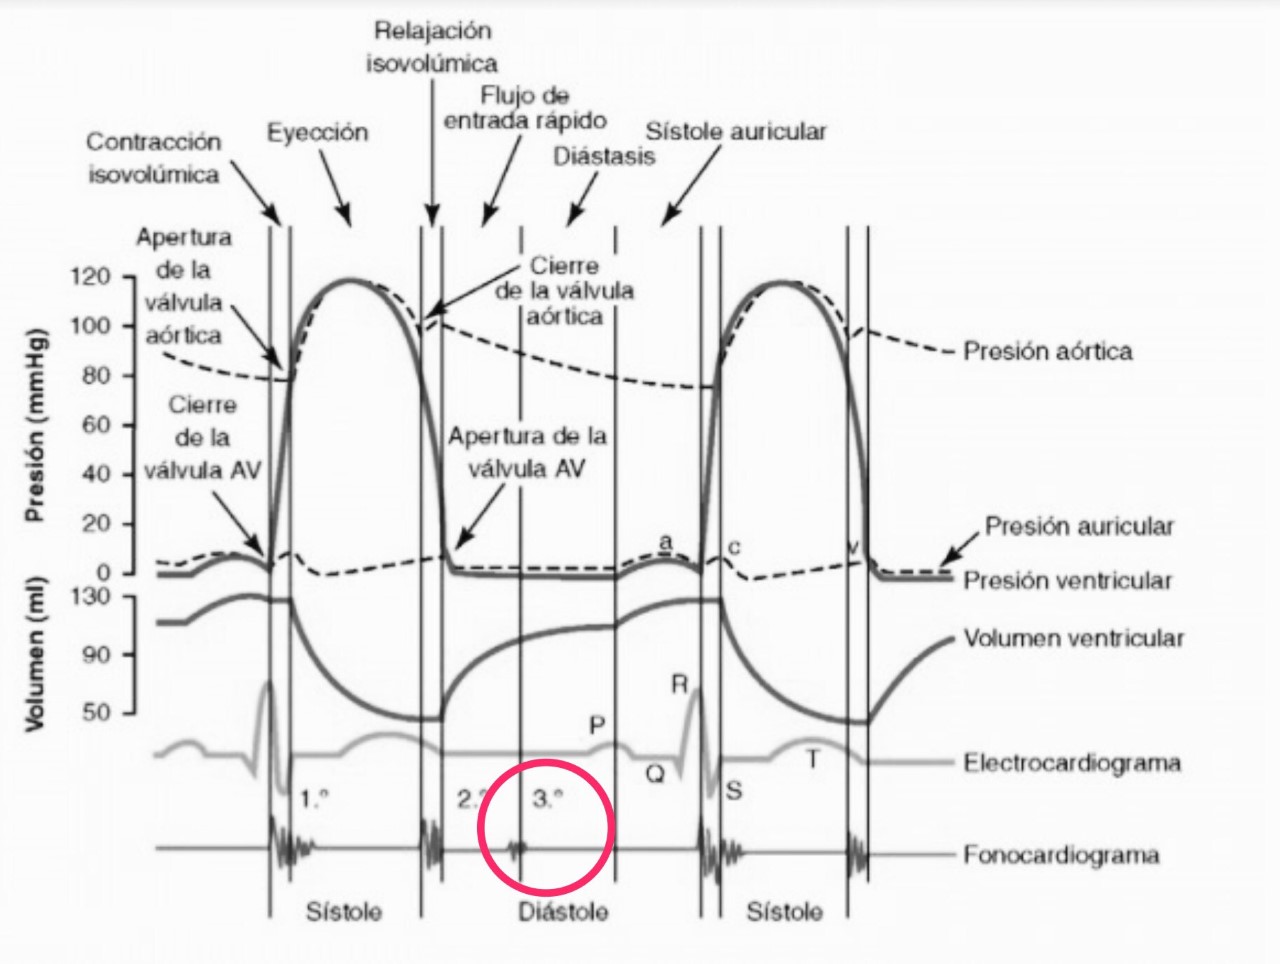 Relajación
isovolúmica
Flujo de
entrada rápido
Contracción
isovolúmica
Eyección
Diástasis
Sístole auricular
Apertura
de la
válvula
aórtica
Cierre
de la válvula
aórtica
Cierre
de la
válvula AV
Apertura de la
válvula AV
Presión (mmHg)
120
100
80
60
40
20
0
Presión aórtica
a
c
v
Presión auricular
Presión ventricular
Volumen (ml)
130
90
50
Volumen ventricular
R
P
Q
S
T
Electrocardiograma
1.º
2.º
3.º
Fonocardiograma
Sístole
Diástole
Sístole